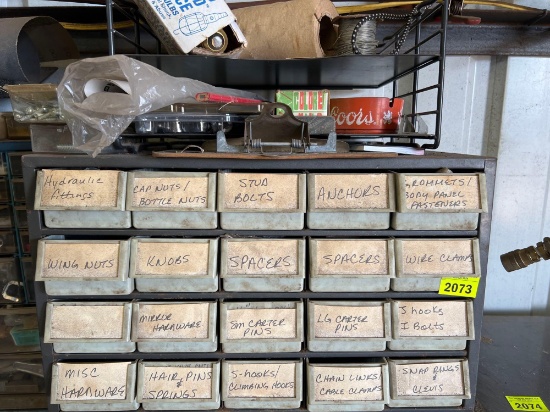 Coors
Hydraulic
fittings
CAP NUTS/
BOTTLE NUTS
STUD
BOLTS
ANCHORS
GROMMETS/
BODY PANEL
FASTENERS
WING NUTS
KNOBS
SPACERS
SPACERS
WIRE CLAMPS
2073
MIRROR HARDWARE
SM CARTER
PINS
LG CARTER
PINS
S hooks
I Bolts
MISC
HARDWARE
HAIR PINS
&
SPRINGS
S-HOOKS/
CLIMBING HOOKS
CHAIN LINKS/
CABLE CLAMPS
SNAP RINGS
CLEVIS
2074